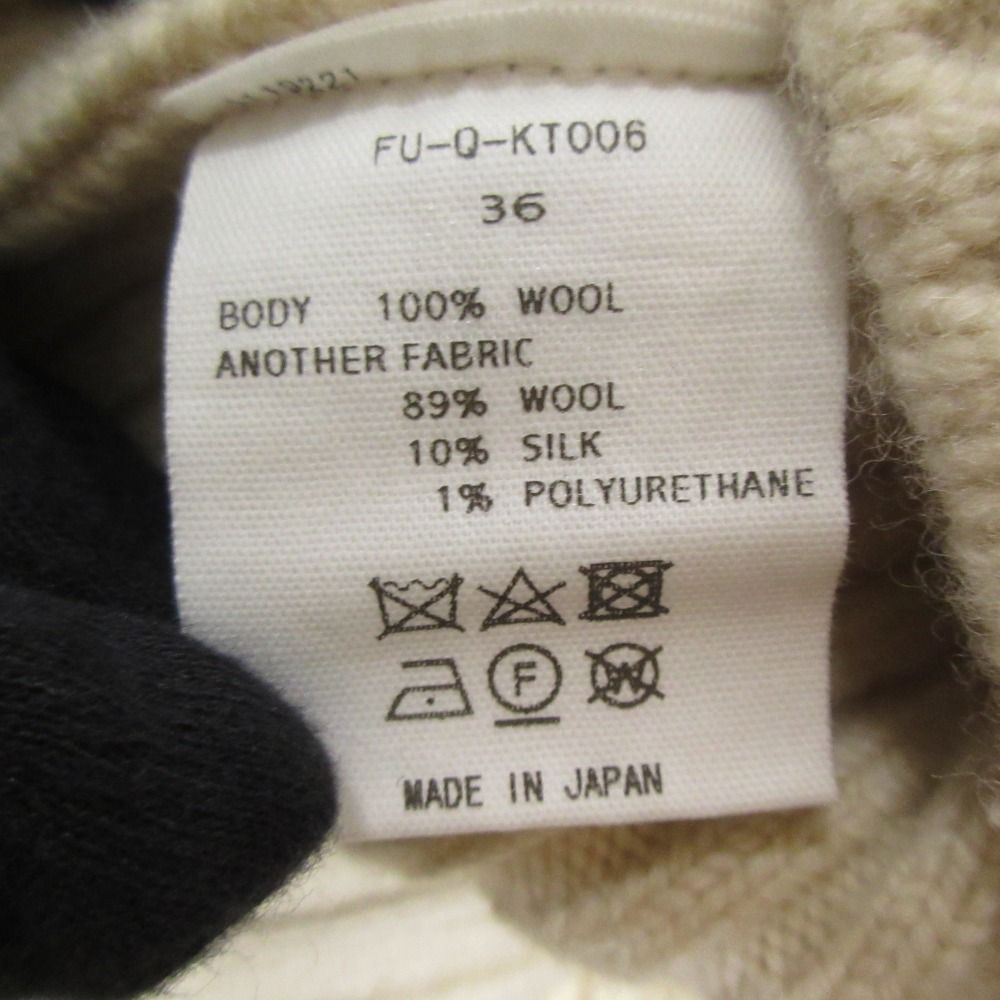 FU-Q-KT006
36
BODY 100% WOOL
ANOTHER FABRIC
89% WOOL
10% SILK
1% POLYURETHANE
F W
MADE IN JAPAN